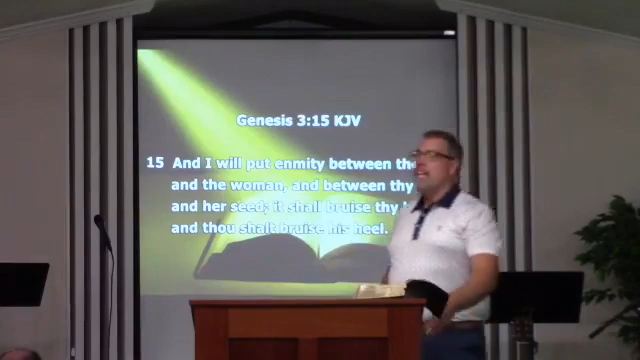 Genesis 3:15 KJV
15 And I will put enmity between the
and the woman, and between thy
and her seed; it shall bruise thy
and thou shalt bruise his heel.